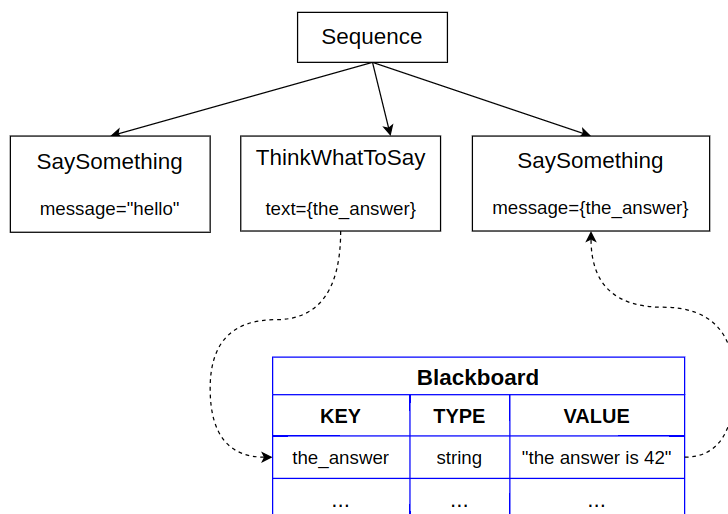 Sequence
SaySomething
message="hello"
ThinkWhatToSay
text={the_answer}
SaySomething
message={the_answer}
Blackboard
KEY TYPE VALUE
the_answer string "the answer is 42"
... ... ...